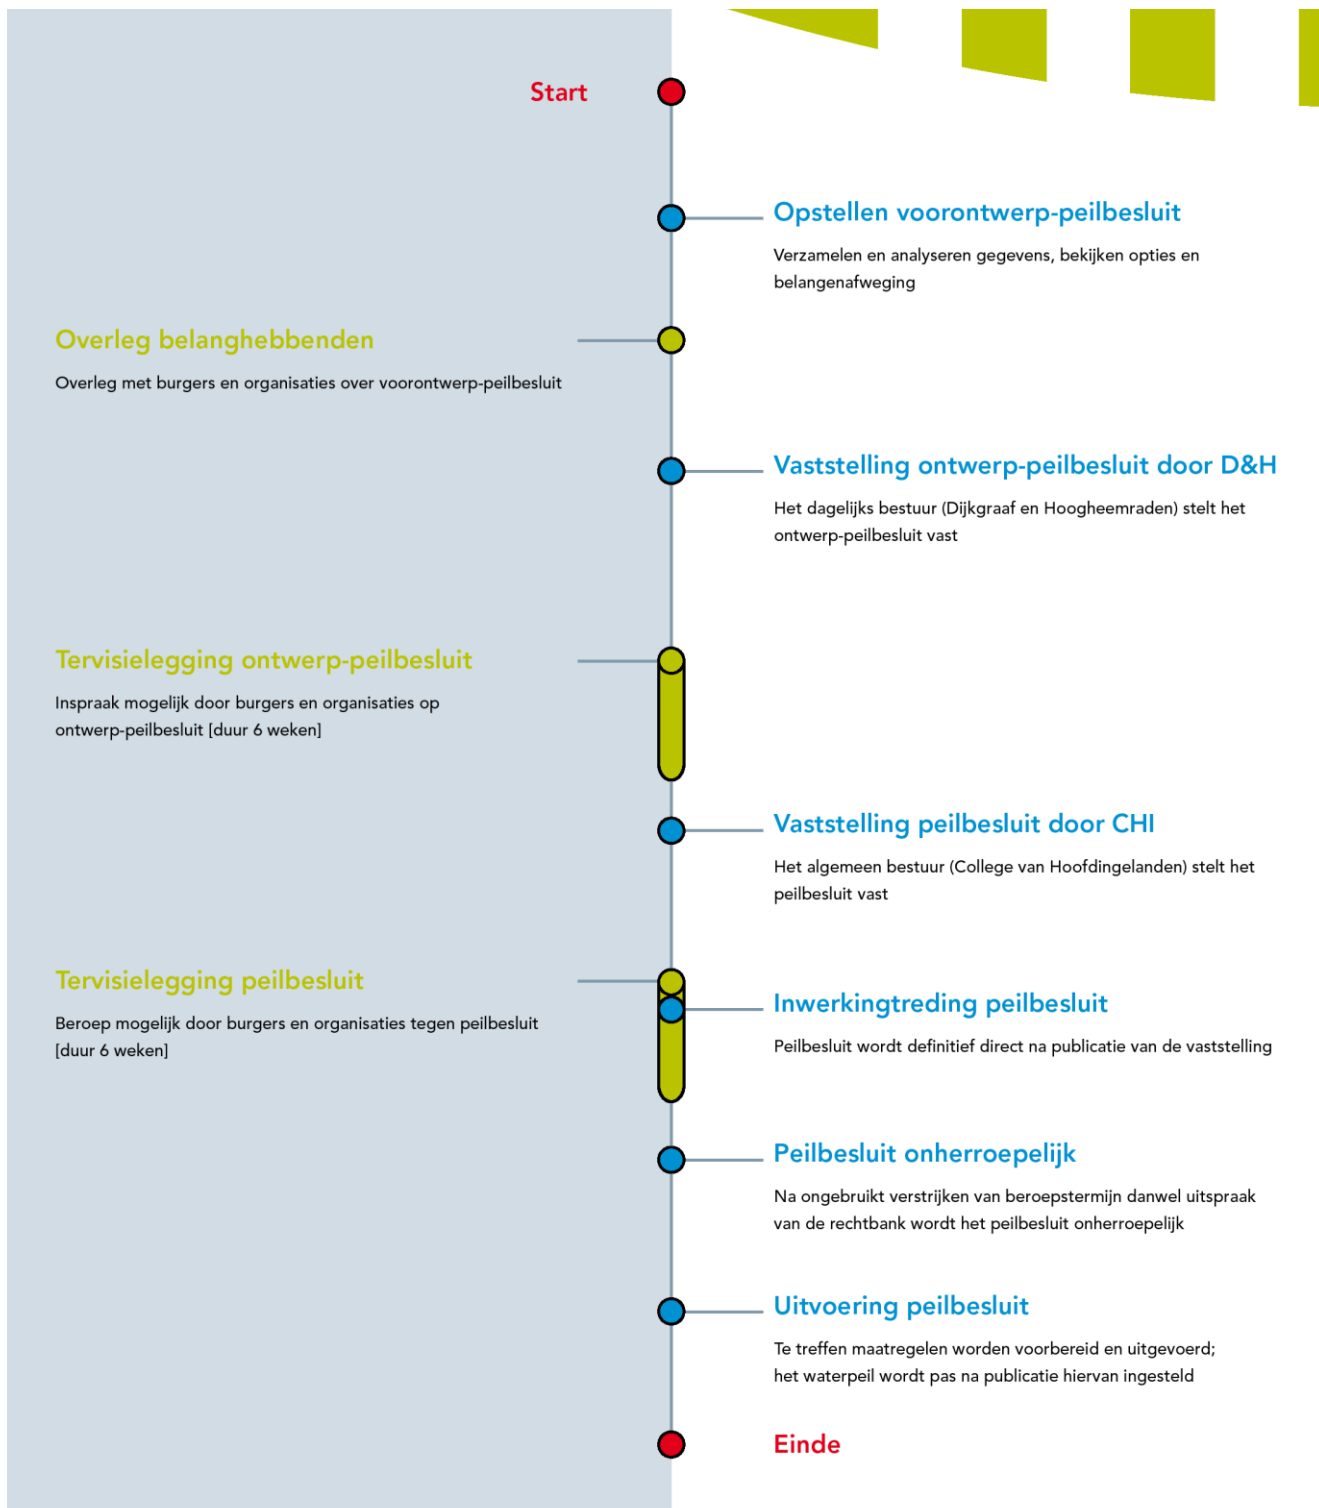 Start
Opstellen voorontwerp-peilbesluit
Verzamelen en analyseren gegevens, bekijken opties en
belangenafweging
Overleg belanghebbenden
Overleg met burgers en organisaties over voorontwerp-peilbesluit
Vaststelling ontwerp-peilbesluit door D&H
Het dagelijks bestuur (Dijkgraaf en Hoogheemraden) stelt het
ontwerp-peilbesluit vast
Tervisielegging ontwerp-peilbesluit
Inspraak mogelijk door burgers en organisaties op
ontwerp-peilbesluit [duur 6 weken]
Vaststelling peilbesluit door CHI
Het algemeen bestuur (College van Hoofdingelanden) stelt het
peilbesluit vast
Tervisielegging peilbesluit
Beroep mogelijk door burgers en organisaties tegen peilbesluit
[duur 6 weken]
Inwerkingtreding peilbesluit
Peilbesluit wordt definitief direct na publicatie van de vaststelling
Peilbesluit onherroepelijk
Na ongebruikt verstrijken van beroepstermijn danwel uitspraak
van de rechtbank wordt het peilbesluit onherroepelijk
Uitvoering peilbesluit
Te treffen maatregelen worden voorbereid en uitgevoerd;
het waterpeil wordt pas na publicatie hiervan ingesteld
Einde